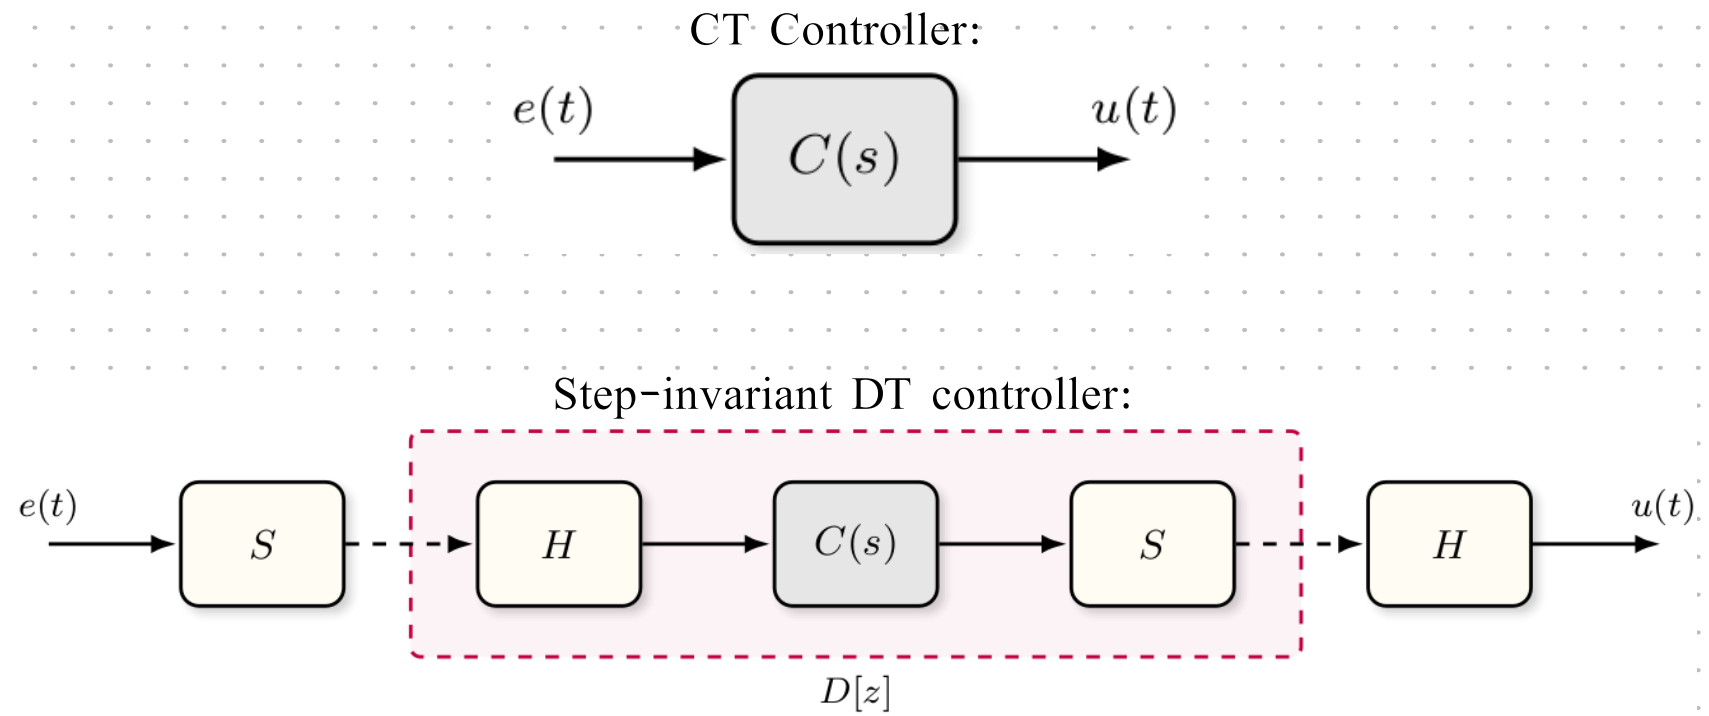 CT Controller:
e(t)
u(t)
C(s)
Step-invariant DT controller:
e(t)
u(t)
S
H
C(s)
S
H
D[z]